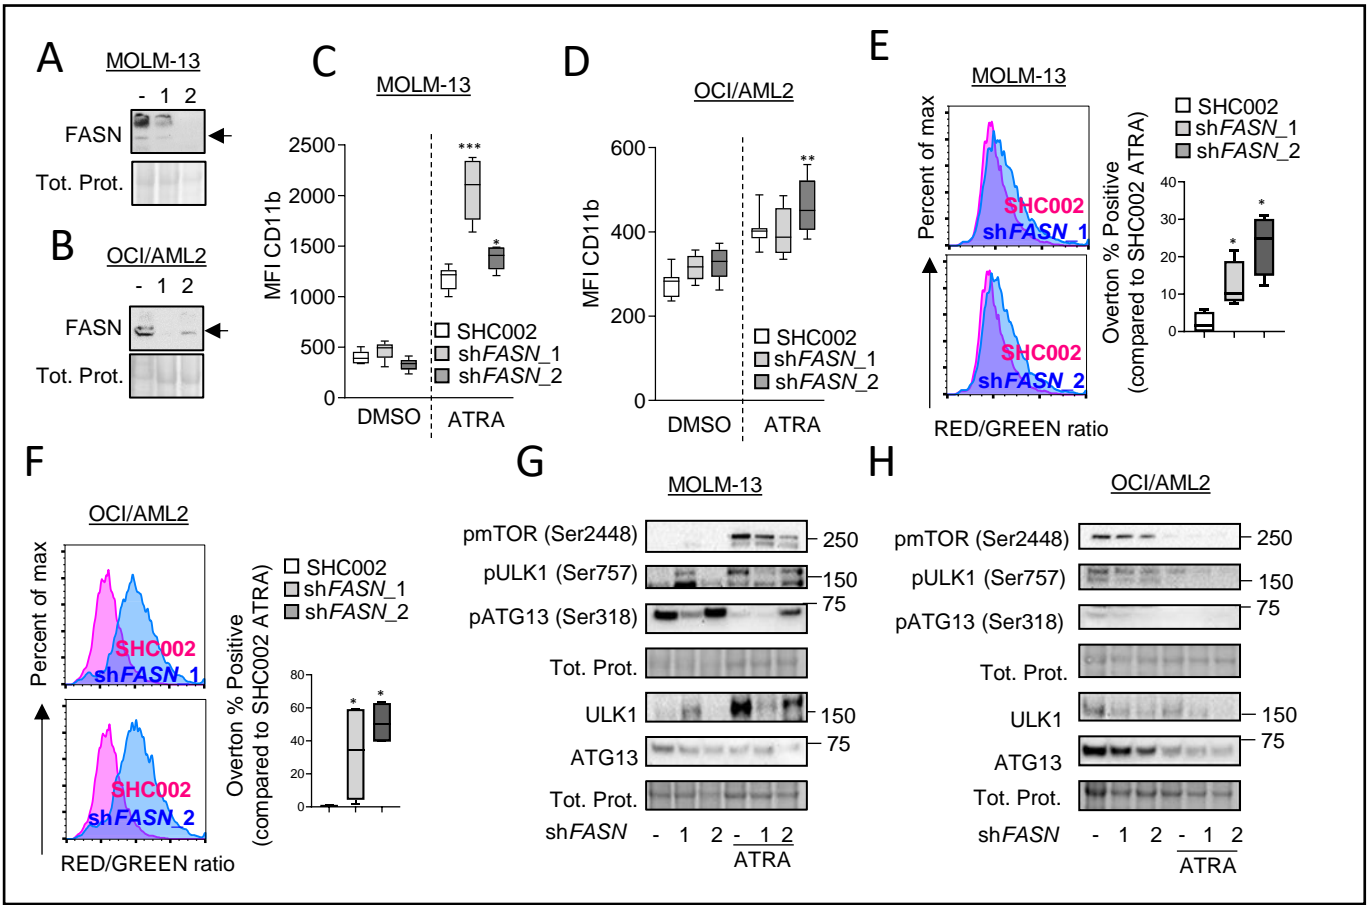 A
MOLM-13
- 1 2
FASN
Tot. Prot.
B
OCI/AML2
- 1 2
FASN
Tot. Prot.
C
MOLM-13
MFI CD11b
2500
2000
1500
1000
500
0
***
*
SHC002
shFASN_1
shFASN_2
DMSO
ATRA
D
OCI/AML2
MFI CD11b
600
400
200
0
**
SHC002
shFASN_1
shFASN_2
DMSO
ATRA
E
MOLM-13
Percent of max
SHC002
shFASN_1
SHC002
shFASN_2
RED/GREEN ratio
SHC002
shFASN_1
shFASN_2
Overton % Positive
(compared to SHC002 ATRA)
40
30
20
10
0
*
*
F
OCI/AML2
Percent of max
SHC002
shFASN_1
SHC002
shFASN_2
RED/GREEN ratio
SHC002
shFASN_1
shFASN_2
Overton % Positive
(compared to SHC002 ATRA)
80
60
40
20
0
*
*
G
MOLM-13
pmTOR (Ser2448)
250
pULK1 (Ser757)
150
75
pATG13 (Ser318)
Tot. Prot.
ULK1
150
75
ATG13
Tot. Prot.
shFASN - 1 2 - 1 2
ATRA
H
OCI/AML2
pmTOR (Ser2448)
250
pULK1 (Ser757)
150
75
pATG13 (Ser318)
Tot. Prot.
ULK1
150
75
ATG13
Tot. Prot.
shFASN - 1 2 - 1 2
ATRA